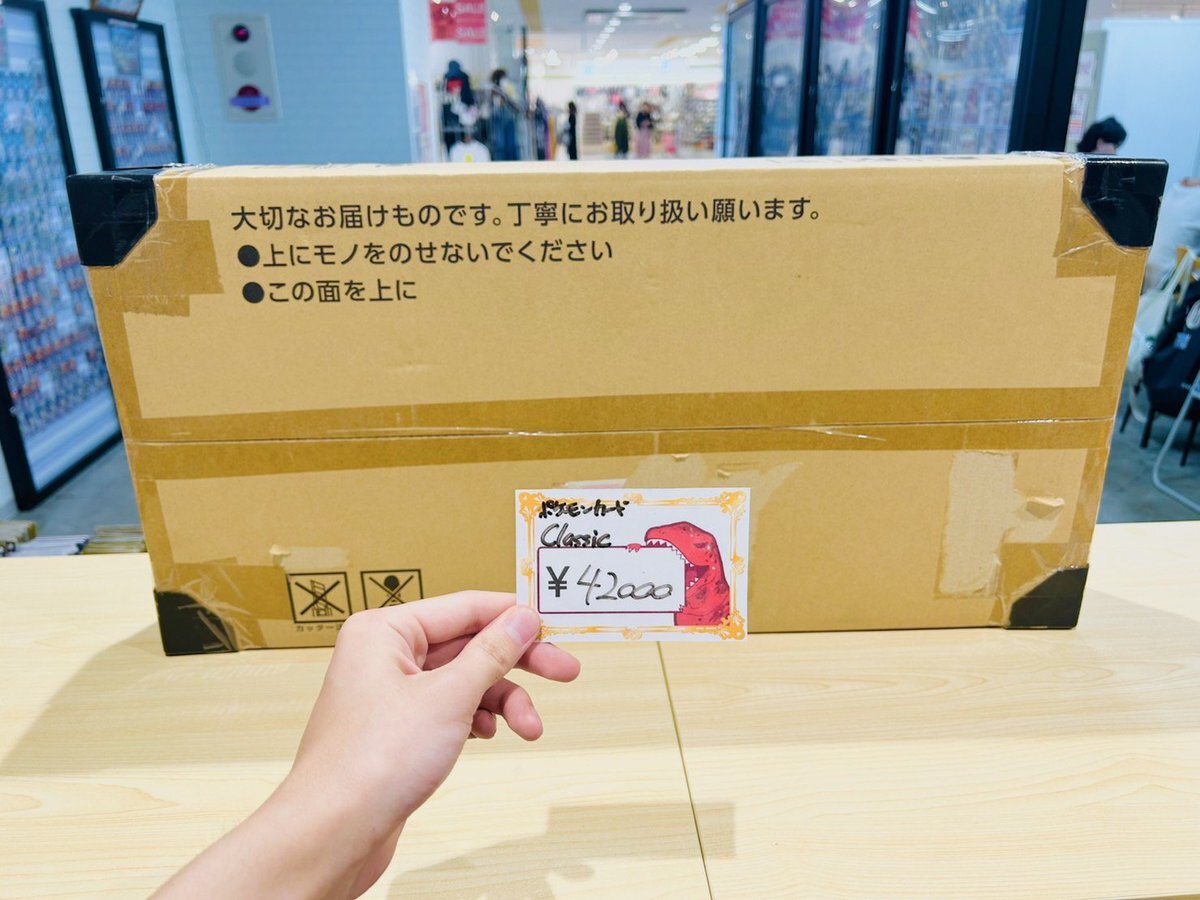 大切なお届けものです。丁寧にお取り扱い願います。
●上にモノをのせないでください
●この面を上に
ポケモンカード
Classic
¥42000